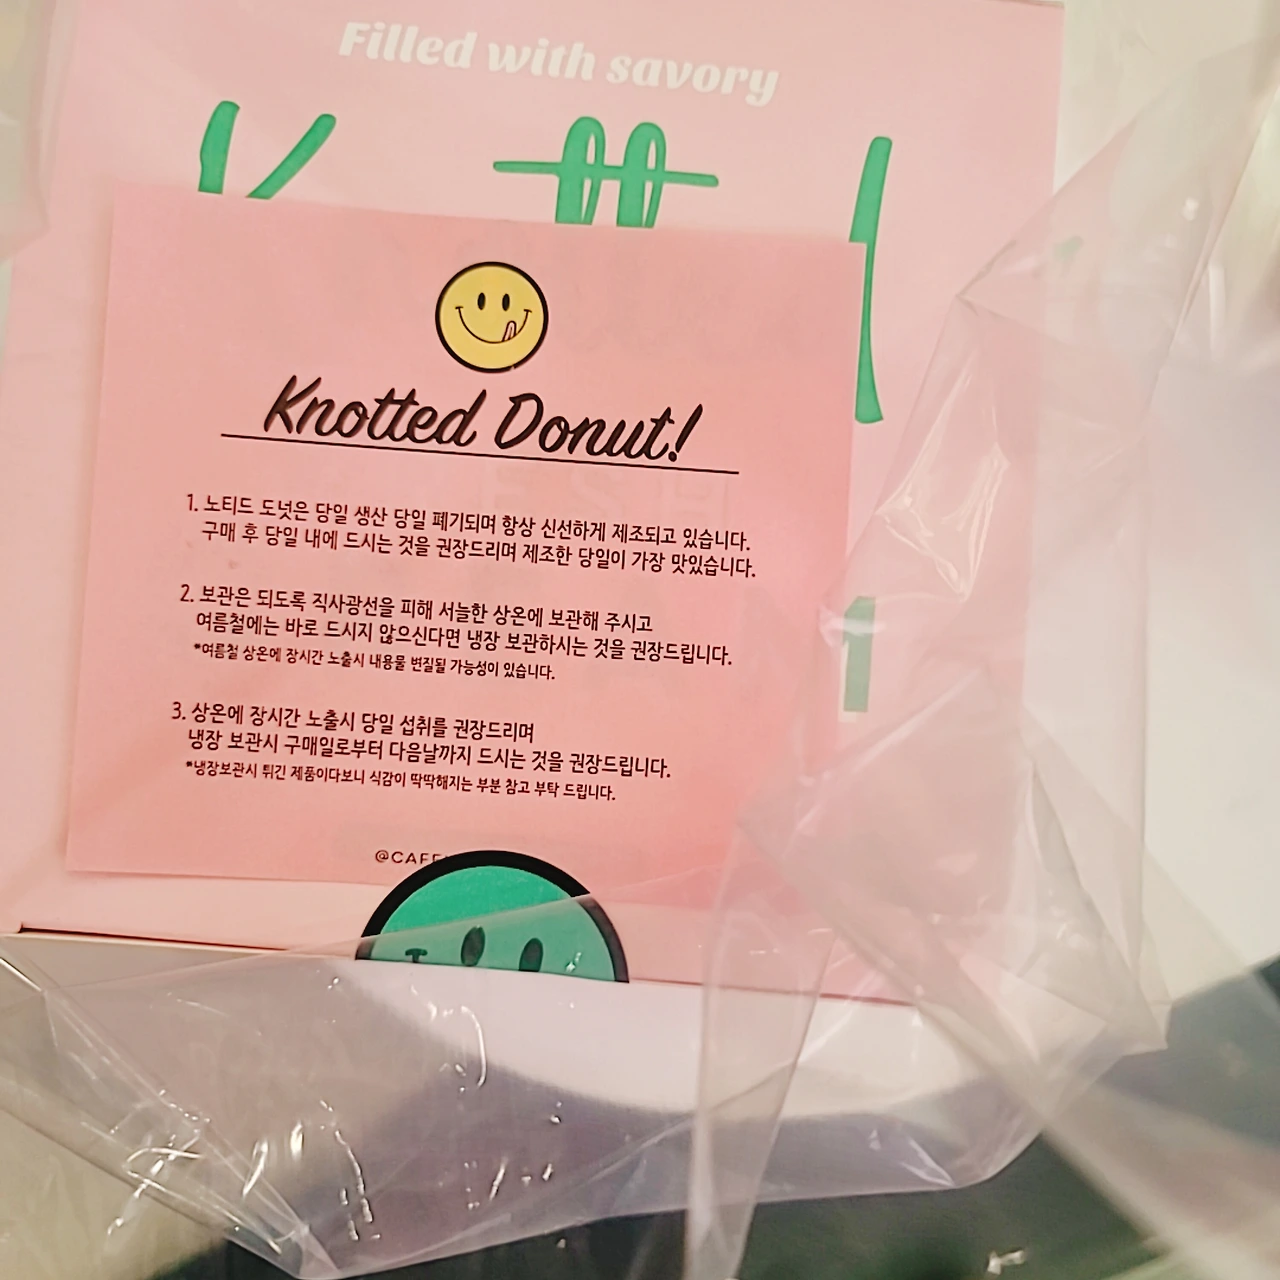 Filled with savory
Knotted Donut!
1. 노티드 도넛은 당일 생산 당일 폐기되며 항상 신선하게 제조되고 있습니다.
구매 후 당일 내에 드시는 것을 권장드리며 제조한 당일이 가장 맛있습니다.
2. 보관은 되도록 직사광선을 피해 서늘한 상온에 보관해 주시고
여름철에는 바로 드시지 않으신다면 냉장 보관하시는 것을 권장드립니다.
*여름철 상온에 장시간 노출시 내용물 변질될 가능성이 있습니다.
3. 상온에 장시간 노출시 당일 섭취를 권장드리며
냉장 보관시 구매일로부터 다음날까지 드시는 것을 권장드립니다.
*냉장보관시 튀긴 제품이다보니 식감이 딱딱해지는 부분 참고 부탁 드립니다.